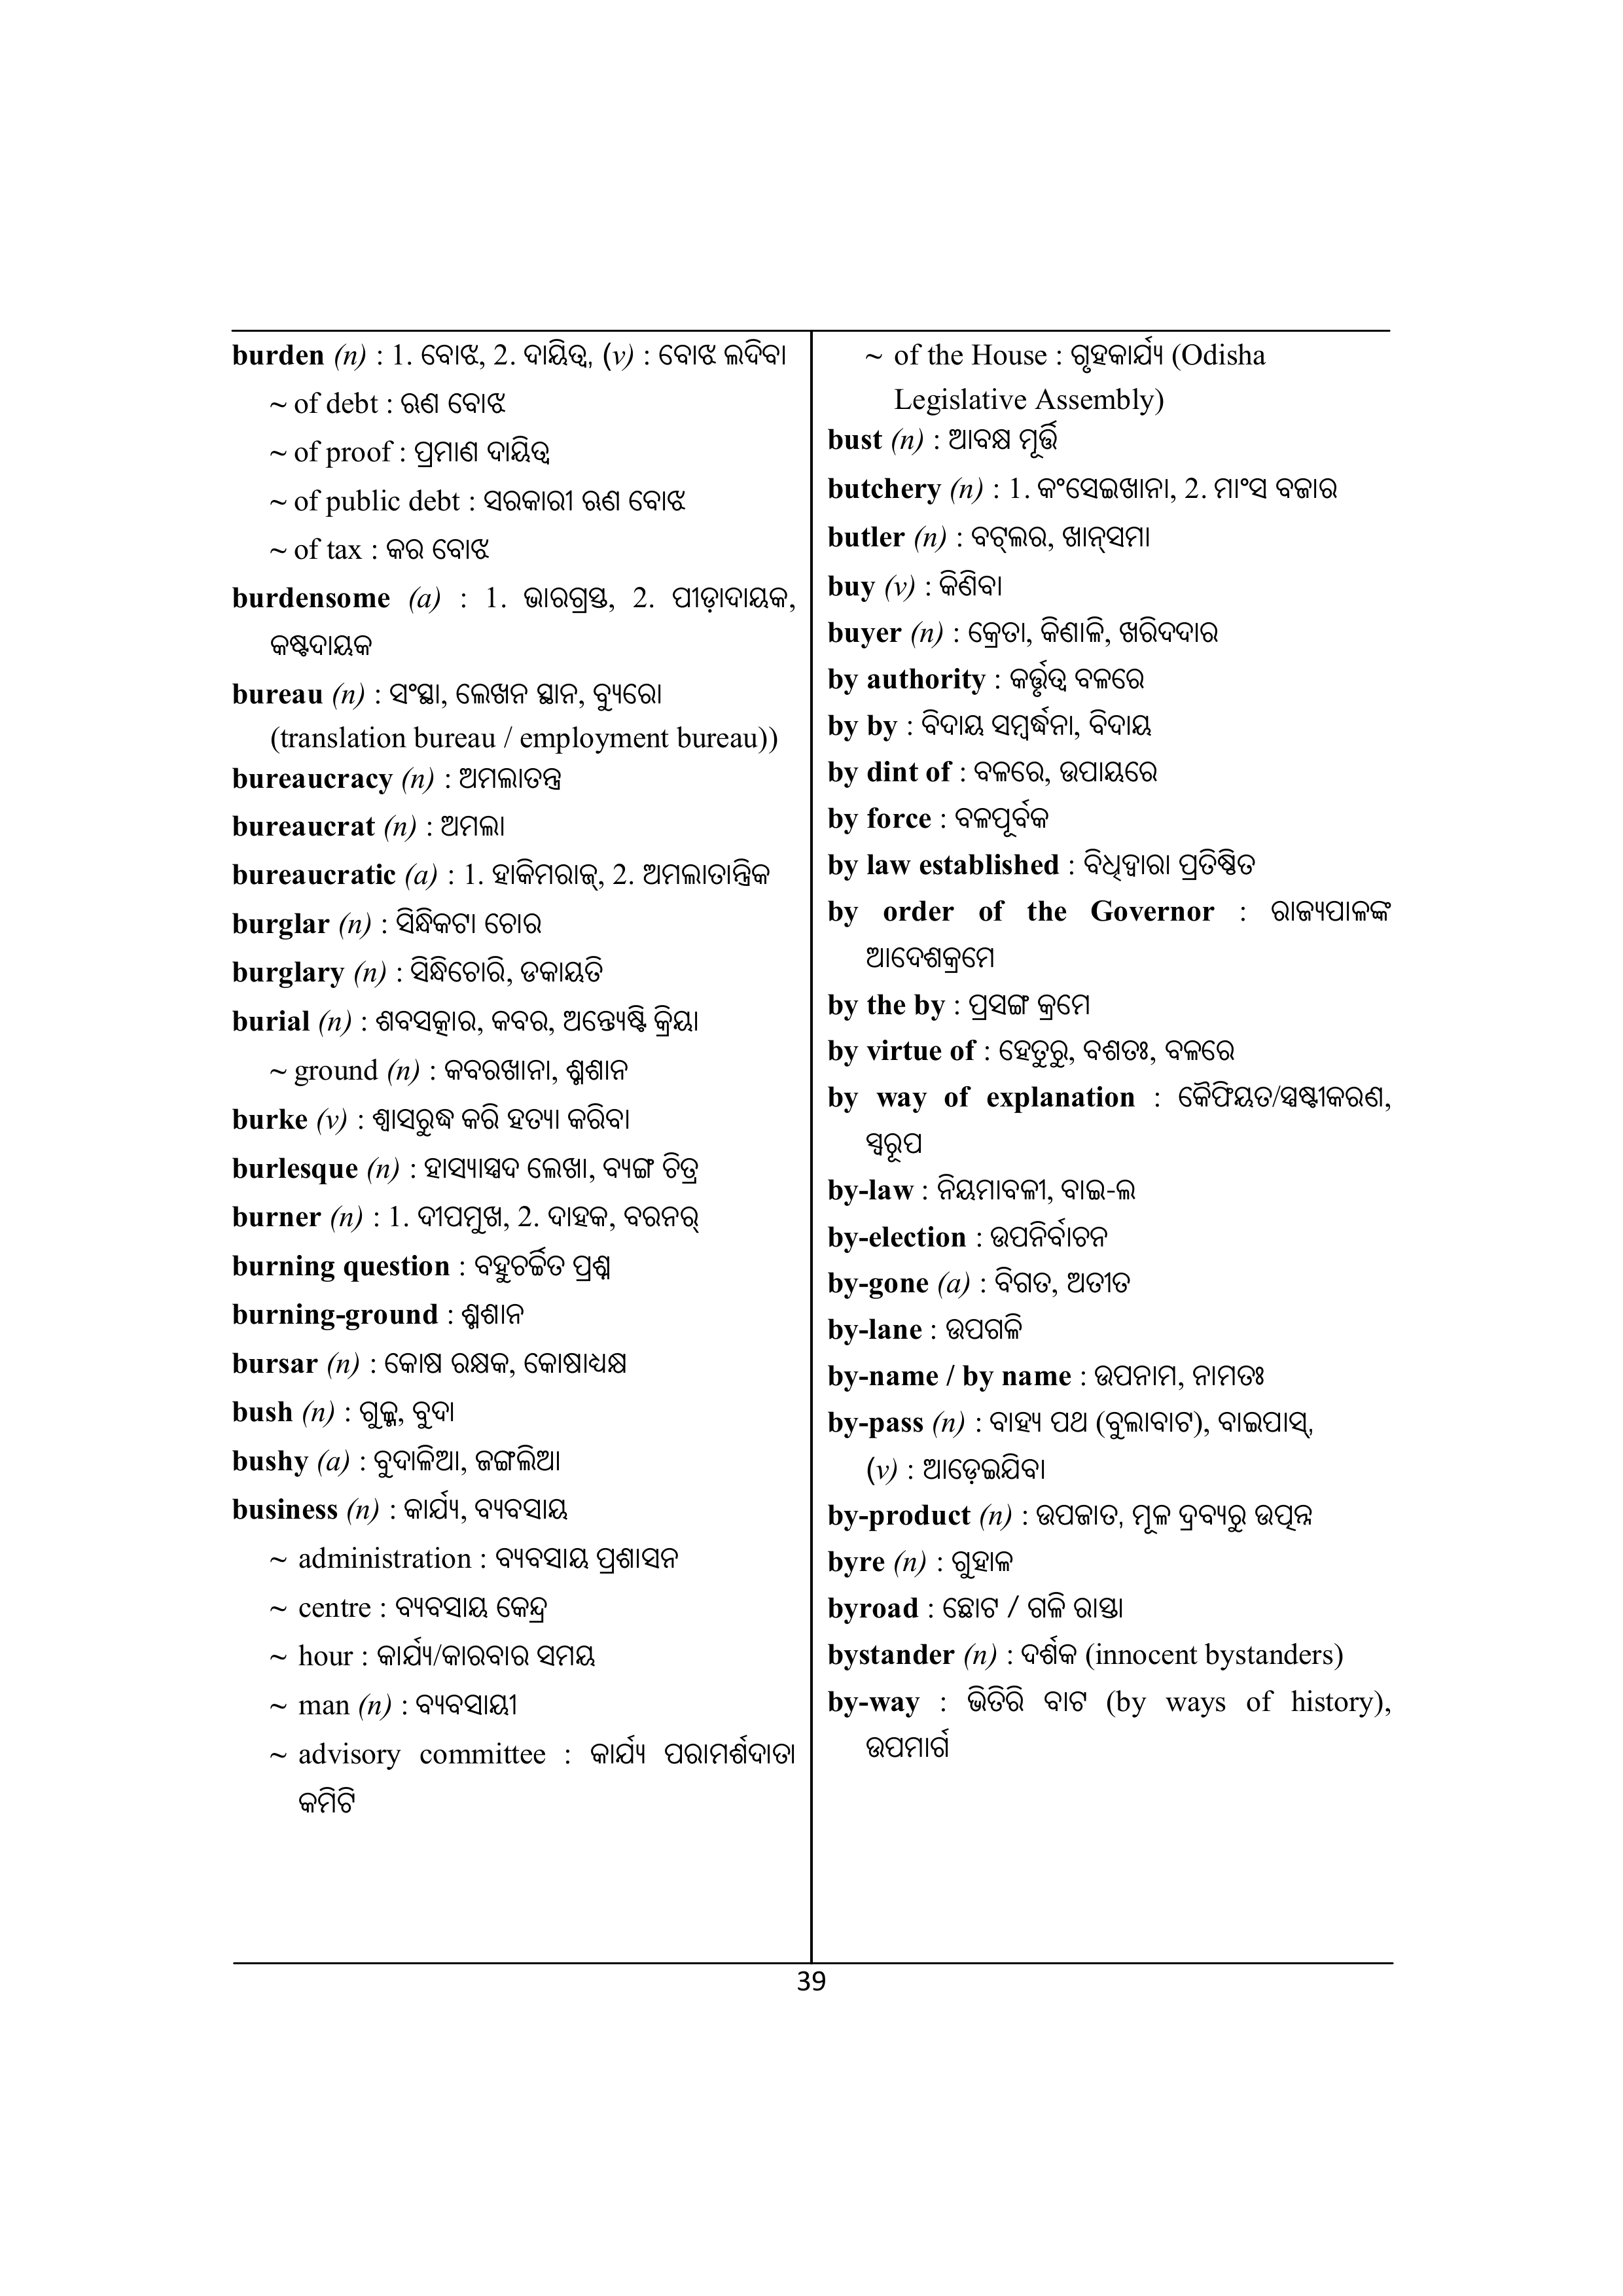 burden (n) : 1. ବୋଝ, 2. ଦାୟିତ୍ୱ, (v) : ବୋଝ ଲଦିବା
~ of debt : ଋଣ ବୋଝ
~ of proof : ପ୍ରମାଣ ଦାୟିତ୍ୱ
~ of public debt : ସରକାରୀ ଋଣ ବୋଝ
~ of tax : କର ବୋଝ
burdensome (a) : 1. ଭାରଗ୍ରସ୍ତ, 2. ପୀଡ଼ାଦାୟକ,
କଷ୍ଟଦାୟକ
bureau (n) : ସଂସ୍ଥା, ଲେଖନ ସ୍ଥାନ, ବ୍ୟୁରୋ
(translation bureau / employment bureau))
bureaucracy (n) : ଅମଲାତନ୍ତ୍ର
bureaucrat (n) : ଅମଲା
bureaucratic (a) : 1. ହାକିମରାଜ୍, 2. ଅମଲାତାନ୍ତ୍ରିକ
burglar (n) : ସିନ୍ଧିକଟା ଚୋର
burglary (n) : ସିନ୍ଧିଚୋରି, ଡକାୟତି
burial (n) : ଶବସତ୍କାର, କବର, ଅନ୍ତ୍ୟେଷ୍ଟି କ୍ରିୟା
~ ground (n) : କବରଖାନା, ଶ୍ମଶାନ
burke (v) : ଶ୍ୱାସରୁଦ୍ଧ କରି ହତ୍ୟା କରିବା
burlesque (n) : ହାସ୍ୟାସ୍ପଦ ଲେଖା, ବ୍ୟଙ୍ଗ ଚିତ୍ର
burner (n) : 1. ଦୀପମୁଖ, 2. ଦାହକ, ବରନର୍
burning question : ବହୁଚର୍ଚ୍ଚିତ ପ୍ରଶ୍ନ
burning-ground : ଶ୍ମଶାନ
bursar (n) : କୋଷ ରକ୍ଷକ, କୋଷାଧ୍ୟକ୍ଷ
bush (n) : ଗୁଳ୍ମ, ବୁଦା
bushy (a) : ବୁଦାଳିଆ, ଜଙ୍ଗଲିଆ
business (n) : କାର୍ଯ୍ୟ, ବ୍ୟବସାୟ
~ administration : ବ୍ୟବସାୟ ପ୍ରଶାସନ
~ centre : ବ୍ୟବସାୟ କେନ୍ଦ୍ର
~ hour : କାର୍ଯ୍ୟ/କାରବାର ସମୟ
~ man (n) : ବ୍ୟବସାୟୀ
~ advisory committee : କାର୍ଯ୍ୟ ପରାମର୍ଶଦାତା
କମିଟି
~ of the House : ଗୃହକାର୍ଯ୍ୟ (Odisha
Legislative Assembly)
bust (n) : ଆବକ୍ଷ ମୂର୍ତ୍ତି
butchery (n) : 1. କଂସେଇଖାନା, 2. ମାଂସ ବଜାର
butler (n) : ବଟ୍‌ଲର, ଖାନ୍‌ସମା
buy (v) : କିଣିବା
buyer (n) : କ୍ରେତା, କିଣାଳି, ଖରିଦଦାର
by authority : କର୍ତ୍ତୃତ୍ୱ ବଳରେ
by by : ବିଦାୟ ସମ୍ବର୍ଦ୍ଧନା, ବିଦାୟ
by dint of : ବଳରେ, ଉପାୟରେ
by force : ବଳପୂର୍ବକ
by law established : ବିଧିଦ୍ୱାରା ପ୍ରତିଷ୍ଠିତ
by order of the Governor : ରାଜ୍ୟପାଳଙ୍କ
ଆଦେଶକ୍ରମେ
by the by : ପ୍ରସଙ୍ଗ କ୍ରମେ
by virtue of : ହେତୁରୁ, ବଶତଃ, ବଳରେ
by way of explanation : କୈଫିୟତ/ସ୍ପଷ୍ଟୀକରଣ,
ସ୍ୱରୂପ
by-law : ନିୟମାବଳୀ, ବାଇ-ଲ
by-election : ଉପନିର୍ବାଚନ
by-gone (a) : ବିଗତ, ଅତୀତ
by-lane : ଉପଗଳି
by-name / by name : ଉପନାମ, ନାମତଃ
by-pass (n) : ବାହ୍ୟ ପଥ (ବୁଲାବାଟ), ବାଇପାସ୍,
(v) : ଆଡ଼େଇଯିବା
by-product (n) : ଉପଜାତ, ମୂଳ ଦ୍ରବ୍ୟରୁ ଉତ୍ପନ୍ନ
byre (n) : ଗୁହାଳ
byroad : ଛୋଟ / ଗଳି ରାସ୍ତା
bystander (n) : ଦର୍ଶକ (innocent bystanders)
by-way : ଭିତିରି ବାଟ (by ways of history),
ଉପମାର୍ଗ
39